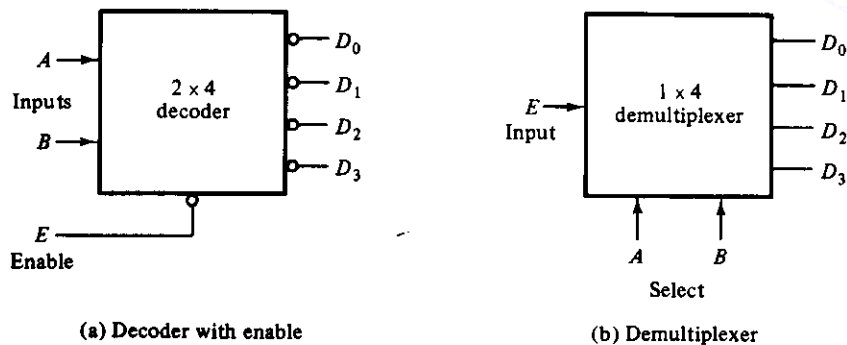 A
Inputs
B
2 × 4
decoder
D0
D1
D2
D3
E
Enable
(a) Decoder with enable
E
Input
1 × 4
demultiplexer
D0
D1
D2
D3
A B
Select
(b) Demultiplexer